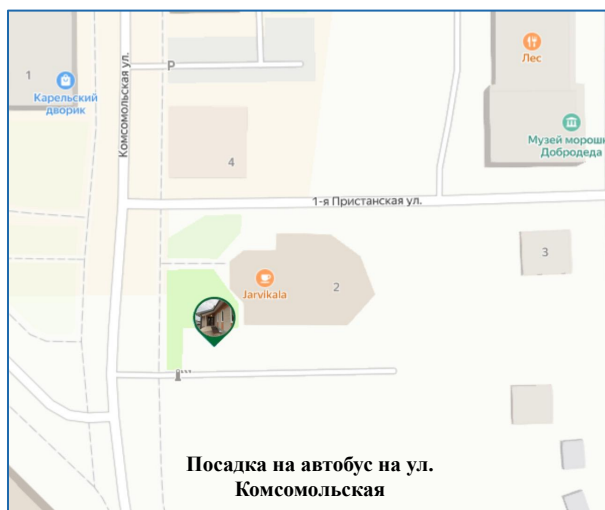 Лес
1
Карельский
дворик
Комсомольская ул.
P
Музей морошк
Добродеда
4
1-я Пристанская ул.
3
Jarvikala
2
Посадка на автобус на ул.
Комсомольская